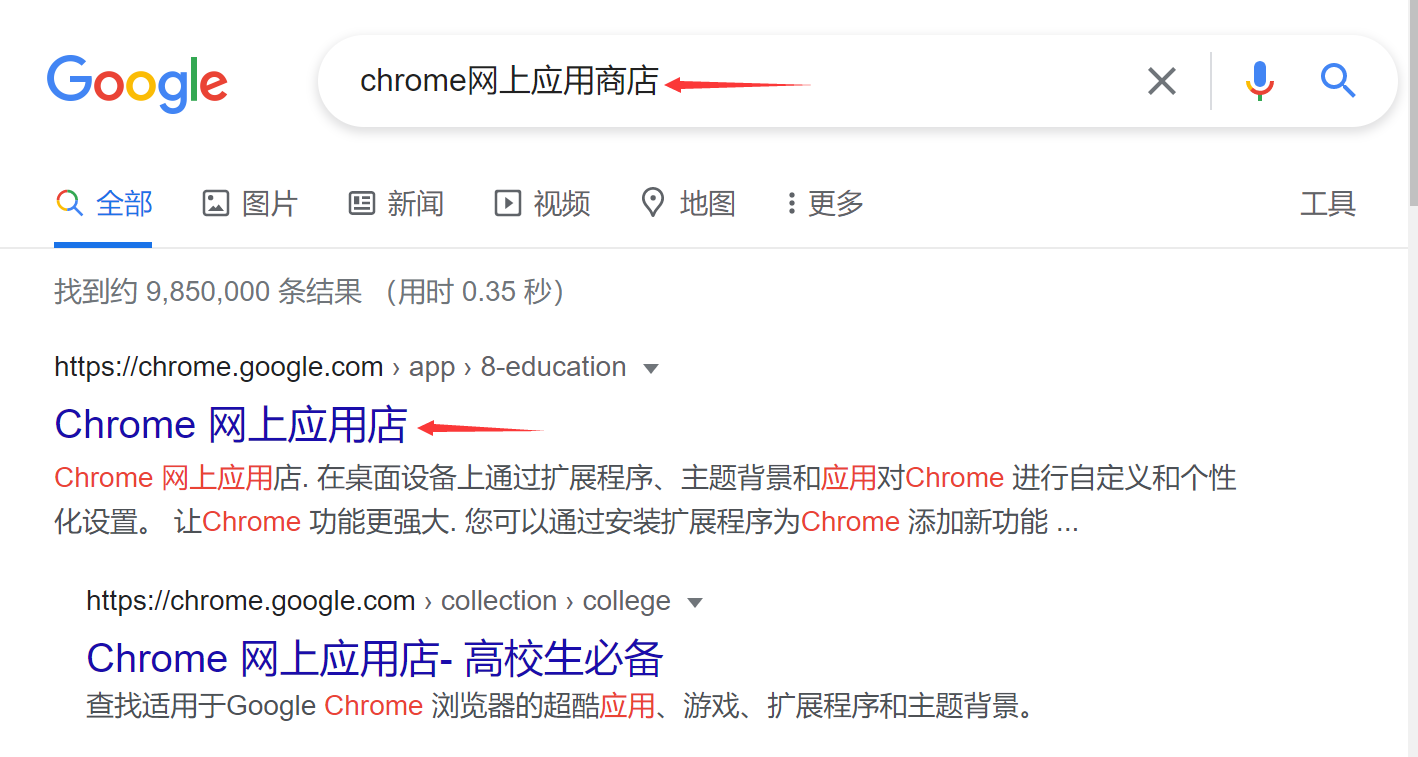 Google
chrome网上应用商店
全部 图片 新闻 视频 地图 更多 工具
找到约 9,850,000 条结果 （用时 0.35 秒）
https://chrome.google.com › app › 8-education
Chrome 网上应用店
Chrome 网上应用店. 在桌面设备上通过扩展程序、主题背景和应用对Chrome 进行自定义和个性
化设置。 让Chrome 功能更强大. 您可以通过安装扩展程序为Chrome 添加新功能 ...
https://chrome.google.com › collection › college
Chrome 网上应用店- 高校生必备
查找适用于Google Chrome 浏览器的超酷应用、游戏、扩展程序和主题背景。